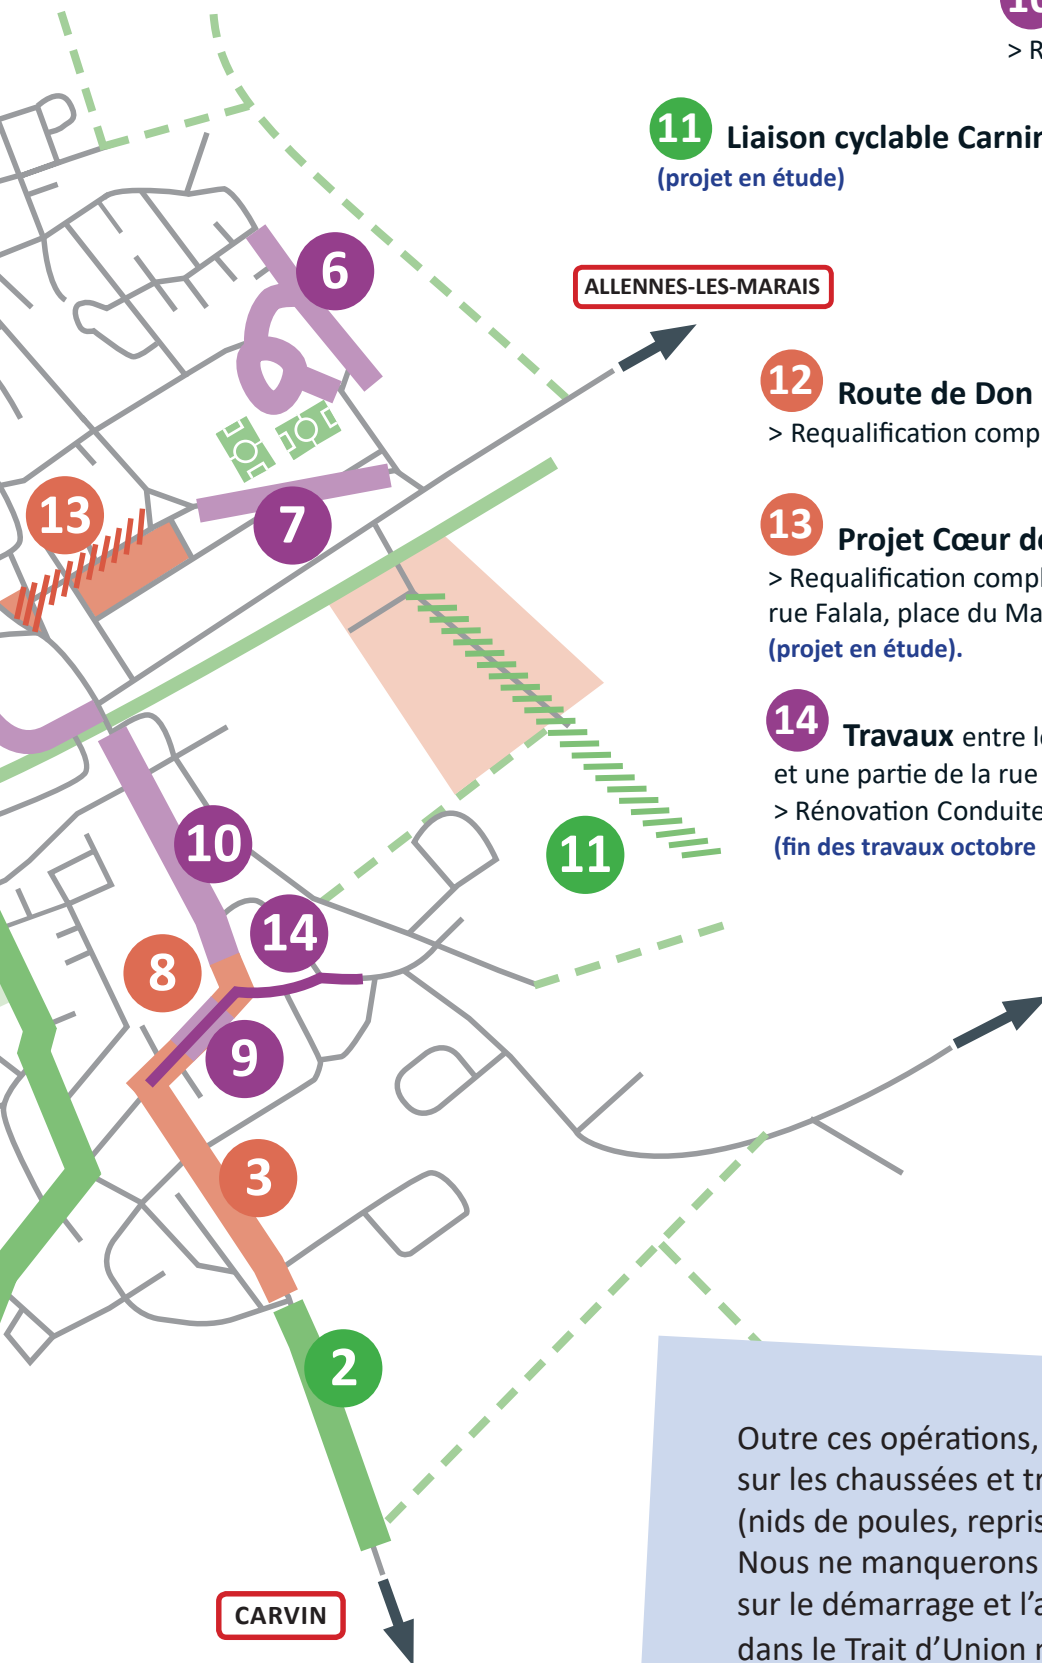 10
> R
11 Liaison cyclable Carnin
(projet en étude)
6
ALLENNES-LES-MARAIS
12 Route de Don
> Requalification comp
13
7
13 Projet Cœur de
> Requalification compl
rue Falala, place du Ma
(projet en étude).
14 Travaux entre le
et une partie de la rue
> Rénovation Conduite
(fin des travaux octobre
10
11
14
8
9
3
2
CARVIN
Outre ces opérations,
sur les chaussées et tr
(nids de poules, repris
Nous ne manquerons
sur le démarrage et l’a
dans le Trait d’Union